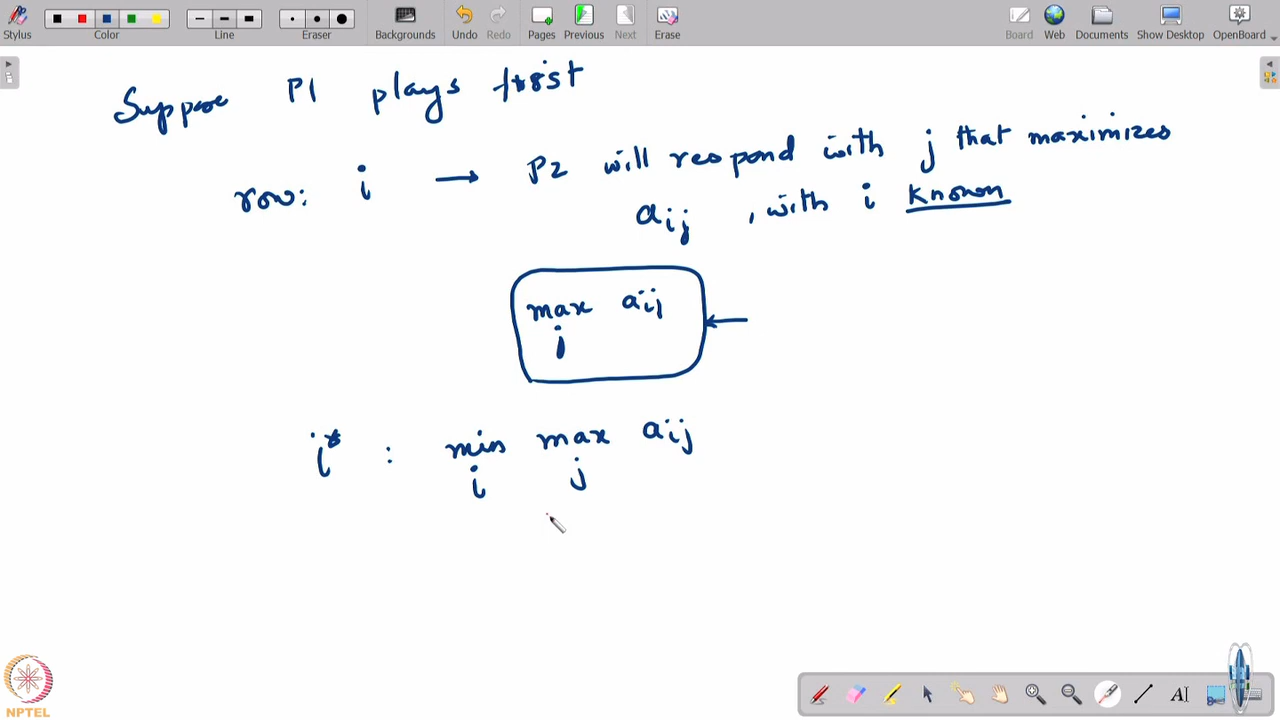 Stylus Color Line Eraser Backgrounds Undo Redo Pages Previous Next Erase Board Web Documents Show Desktop OpenBoard
Suppose P1 plays first
row: i → P2 will respond with j that maximizes
aij , with i known
max aij
j
←
i* : min max aij
i j
NPTEL